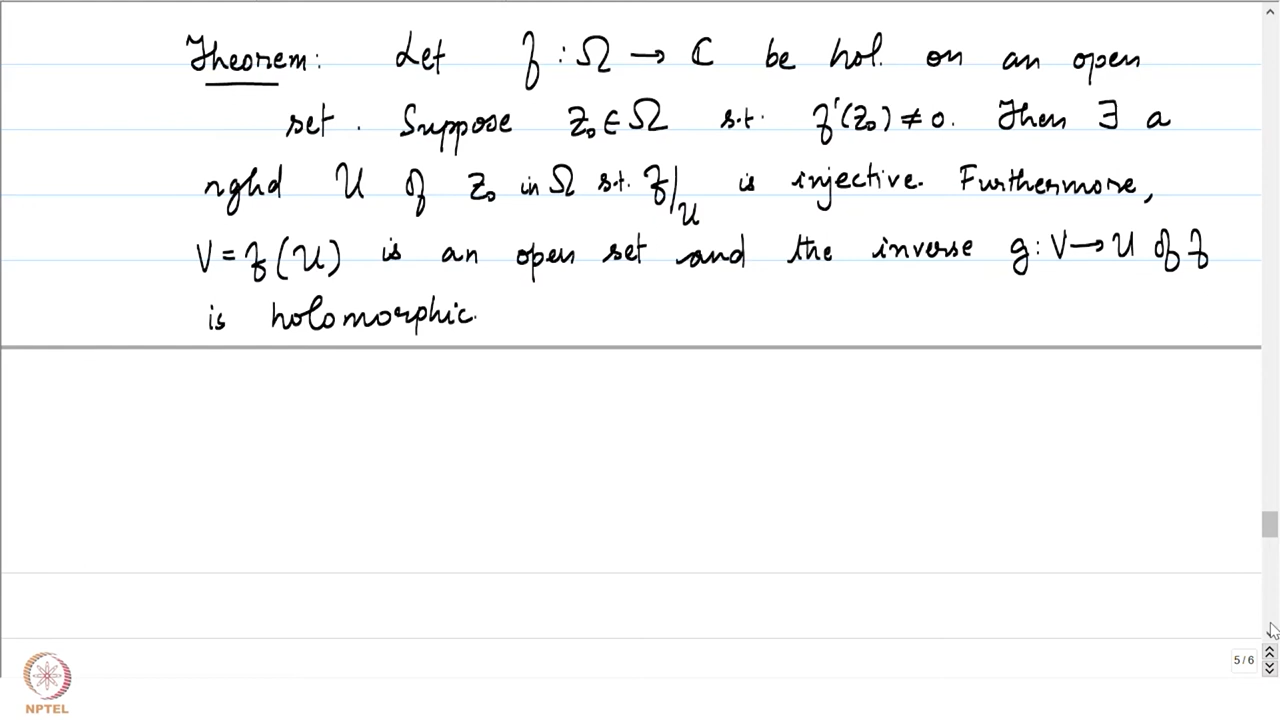 Theorem: Let f : Ω → ℂ be hol. on an open
set. Suppose z₀ ∈ Ω s.t. f'(z₀) ≠ 0. Then ∃ a
nghd U of z₀ in Ω s.t. f|_U is injective. Furthermore,
V = f(U) is an open set and the inverse g: V → U of f
is holomorphic.
5 / 6
NPTEL